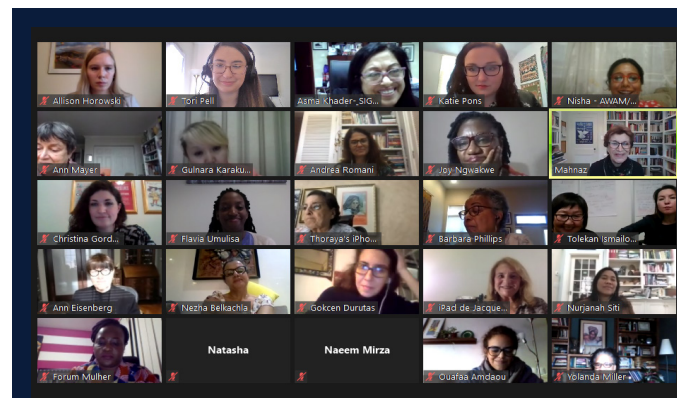 Allison Horowski
Tori Pell
Asma Khader-_SIG...
Katie Pons
Nisha - AWAM/...
Ann Mayer
Gulnara Karaku...
Andrea Romani
Joy Ngwakwe
Mahnaz
Christina Gord...
Flavia Umulisa
Thoraya's iPho...
Barbara Phillips
Tolekan Ismailo...
Ann Eisenberg
Nezha Belkachla
Gokcen Durutas
iPad de Jacque...
Nurjanah Siti
Forum Mulher
Natasha
Naeem Mirza
Ouafaa Amdaou
Yolanda Miller